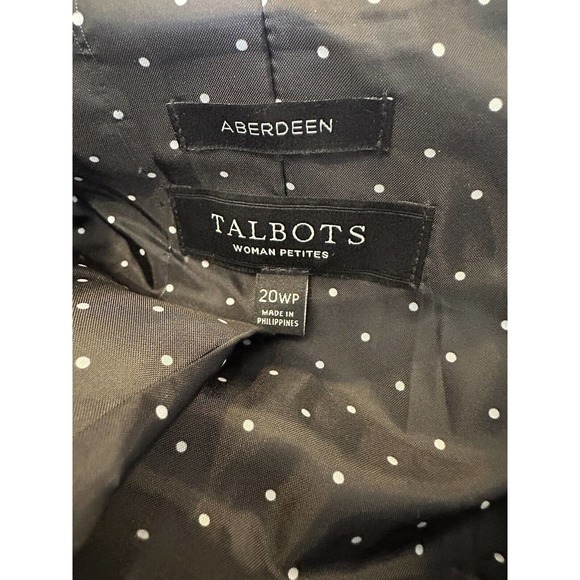 ABERDEEN
TALBOTS
WOMAN PETITES
20WP
MADE IN
PHILIPPINES